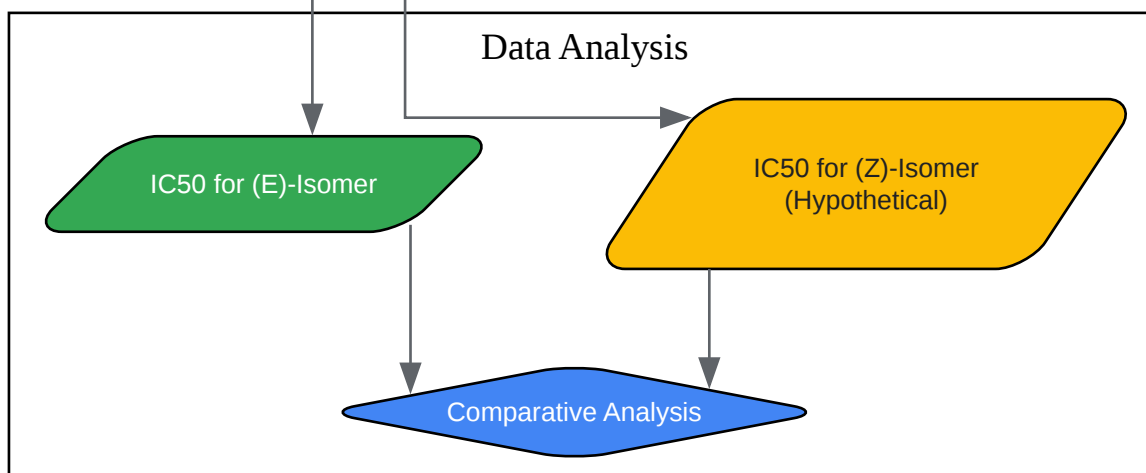 Data Analysis
IC50 for (E)-Isomer
IC50 for (Z)-Isomer
(Hypothetical)
Comparative Analysis